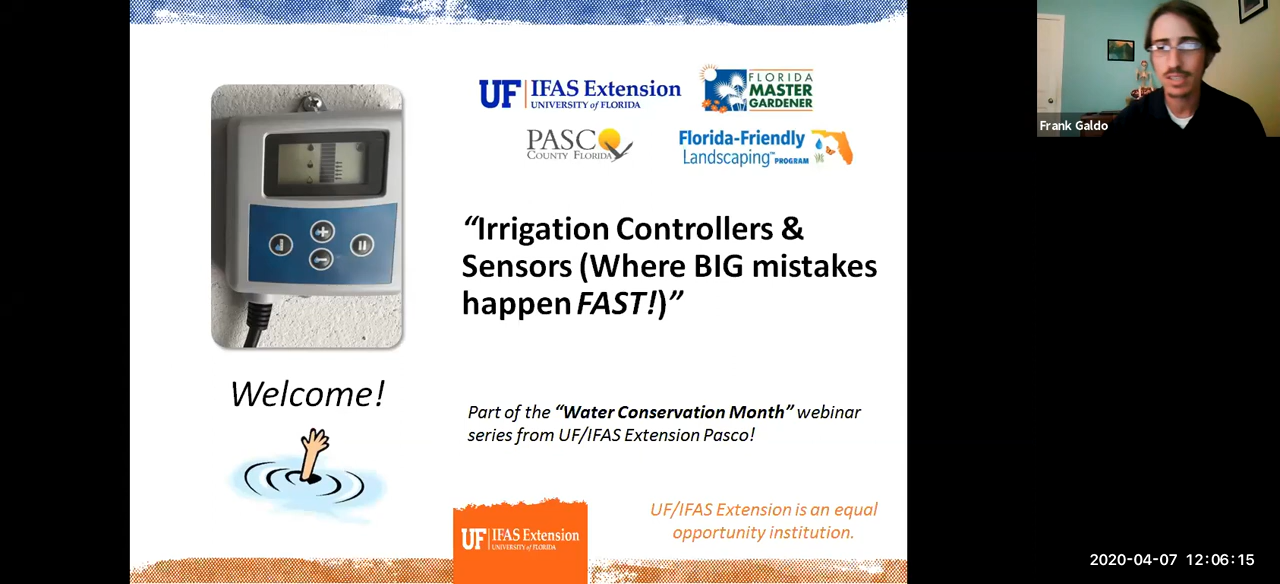 UF | IFAS Extension
UNIVERSITY of FLORIDA
FLORIDA
MASTER
GARDENER
PASCO
COUNTY FLORIDA
Florida-Friendly
Landscaping™ PROGRAM
Frank Galdo
“Irrigation Controllers &
Sensors (Where BIG mistakes
happen FAST!)”
Welcome!
Part of the “Water Conservation Month” webinar
series from UF/IFAS Extension Pasco!
UF/IFAS Extension is an equal
opportunity institution.
UF | IFAS Extension
UNIVERSITY of FLORIDA
2020-04-07 12:06:15